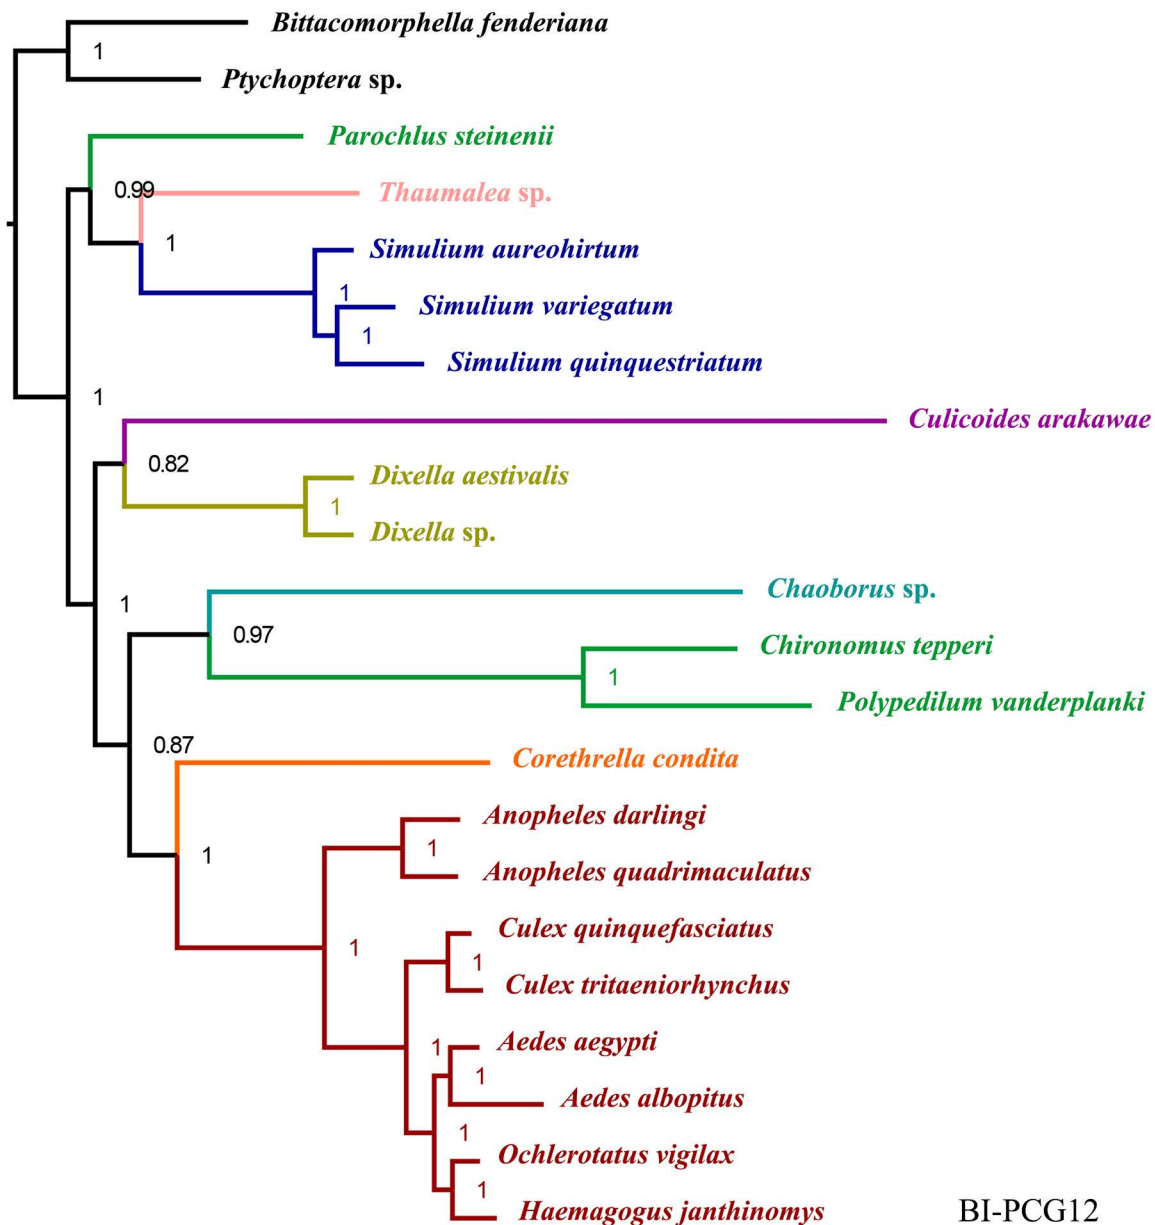 Bittacomorphella fenderiana
1
Ptychoptera sp.
Parochlus steinenii
0.99
Thaumalea sp.
1
Simulium aureohirtum
1
Simulium variegatum
1
Simulium quinquestriatum
1
Culicoides arakawae
0.82
Dixella aestivalis
1
Dixella sp.
Chaoborus sp.
1
0.97
Chironomus tepperi
1
Polypedilum vanderplanki
0.87
Corethrella condita
Anopheles darlingi
1
1
Anopheles quadrimaculatus
Culex quinquefasciatus
1
1
Culex tritaeniorhynchus
Aedes aegypti
1
1
Aedes albopitus
1
Ochlerotatus vigilax
1
Haemagogus janthinomys
BI-PCG12